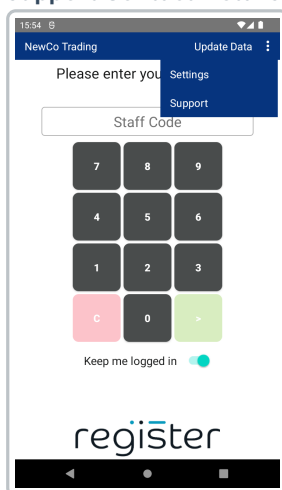 15:54
NewCo Trading Update Data
Please enter you
Settings
Support
Staff Code
7 8 9
4 5 6
1 2 3
C 0 >
Keep me logged in
register